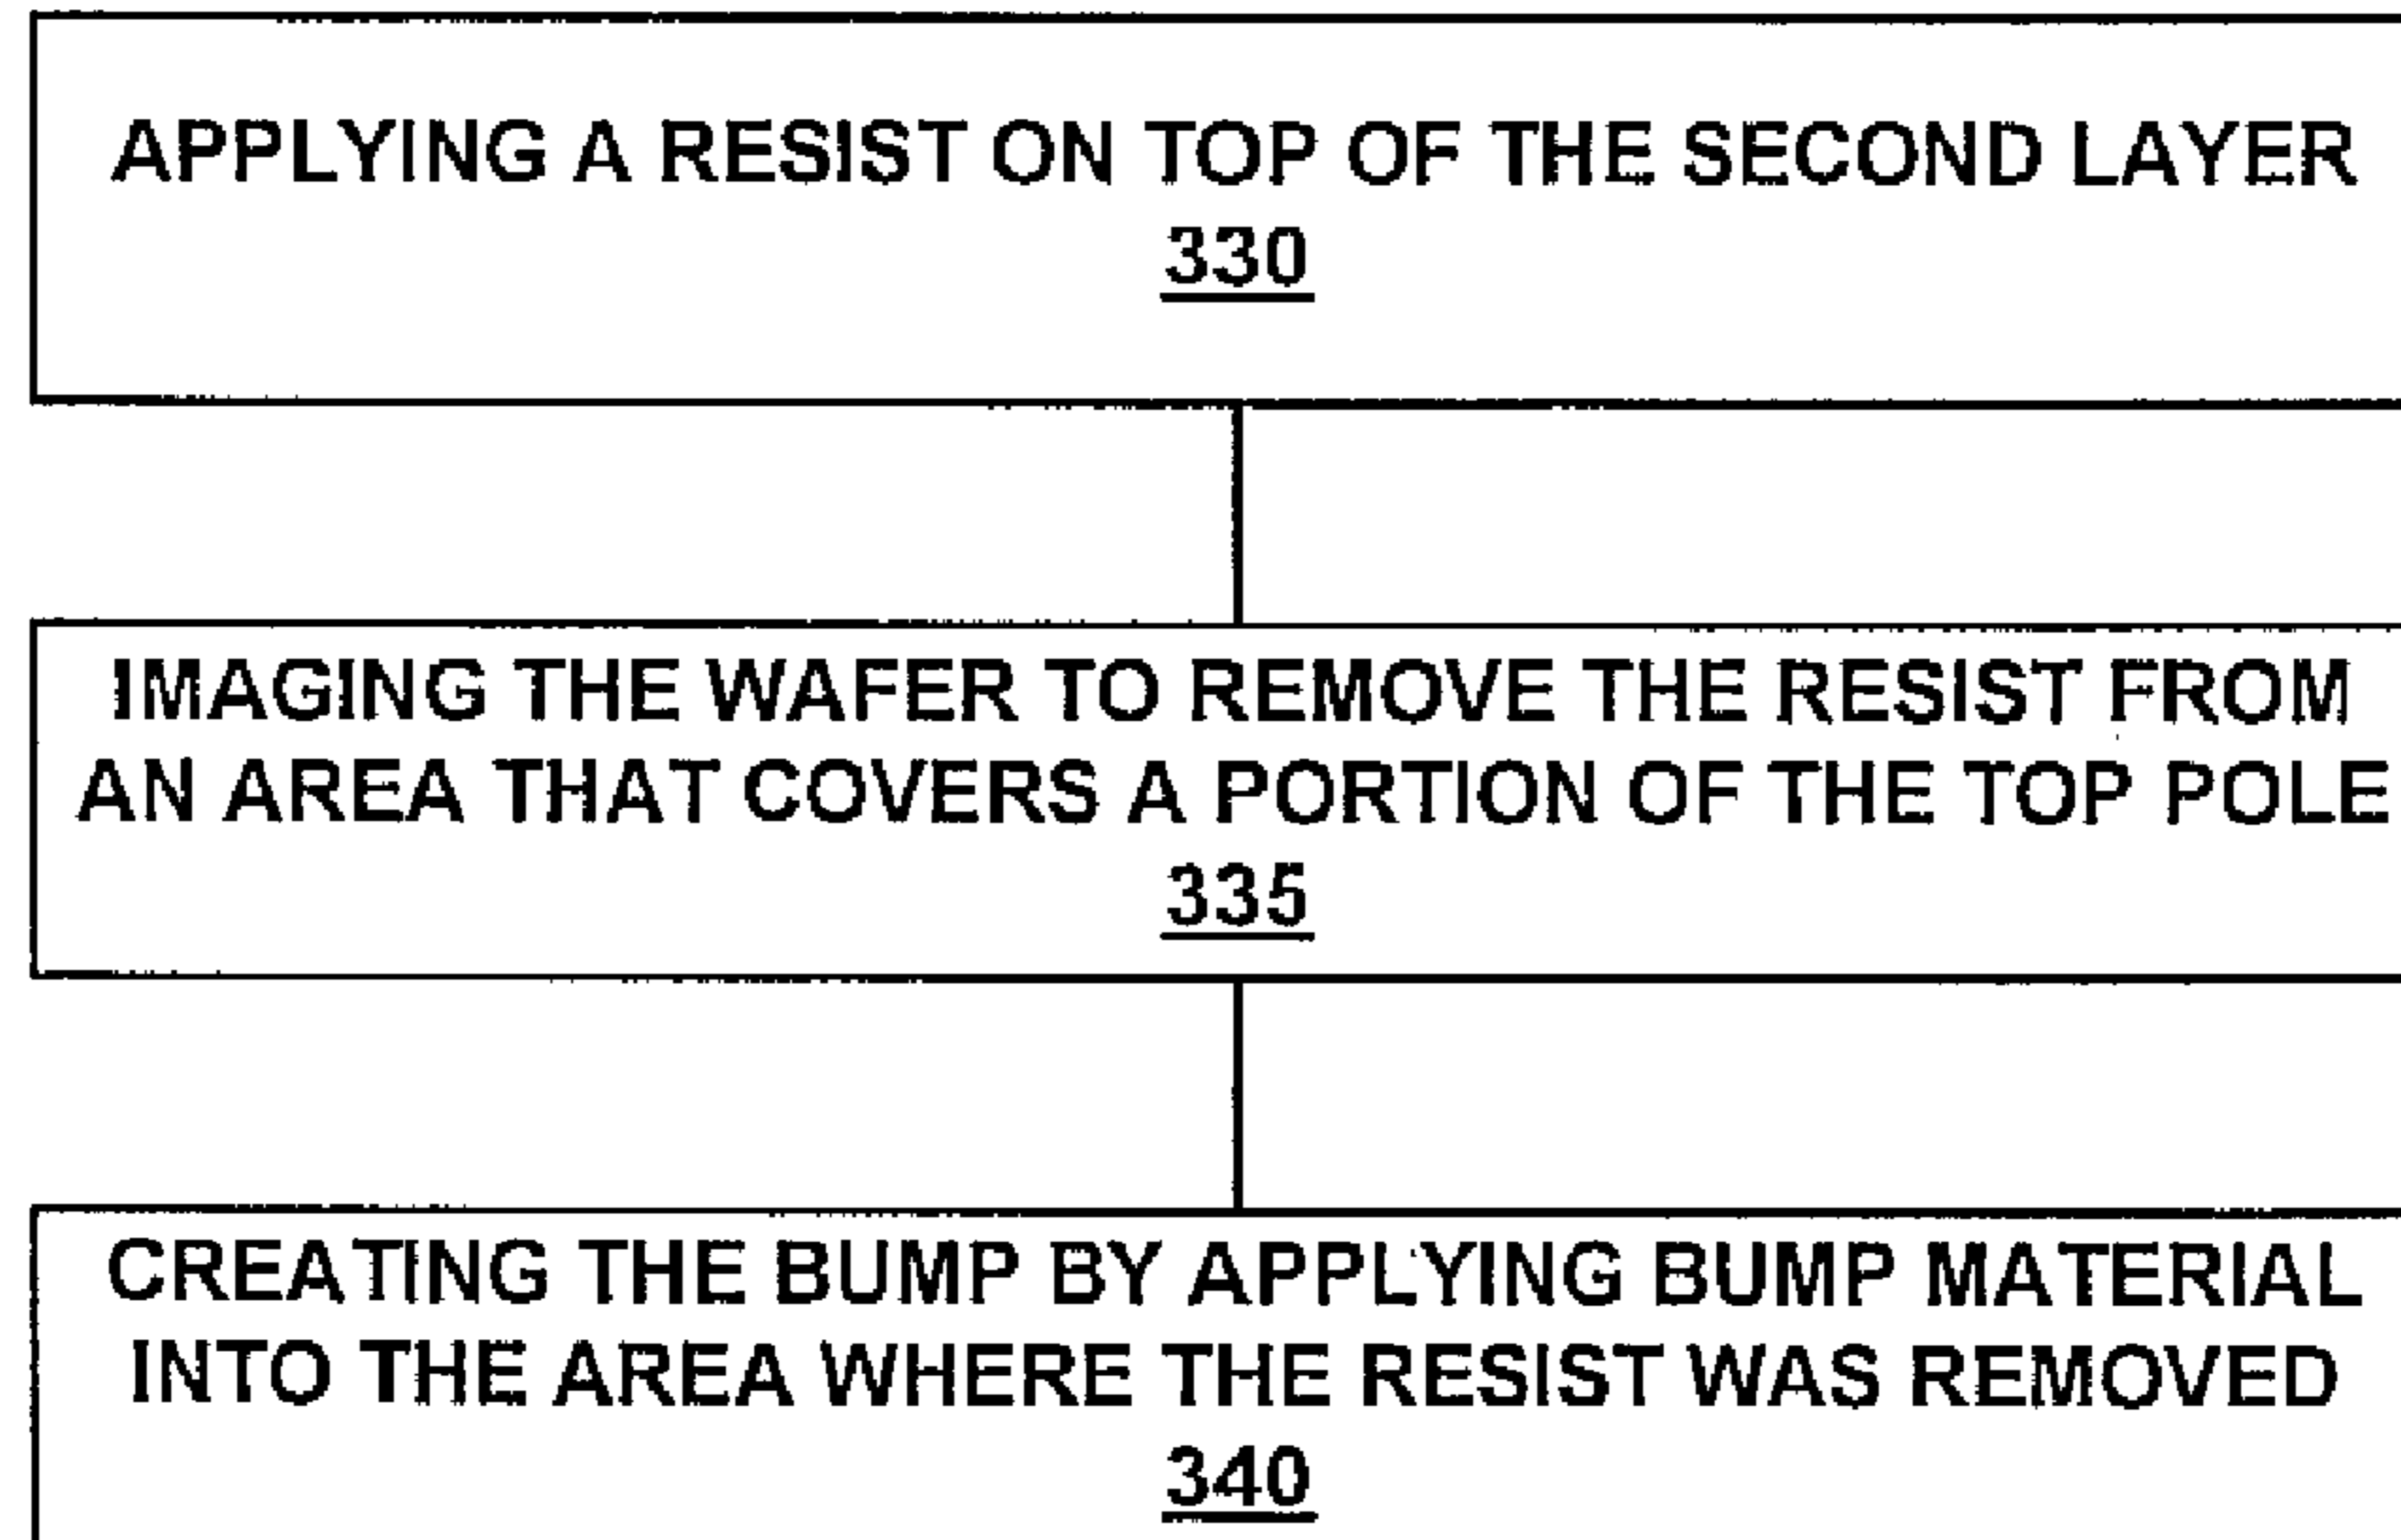 APPLYING A RESIST ON TOP OF THE SECOND LAYER
330
IMAGING THE WAFER TO REMOVE THE RESIST FROM
AN AREA THAT COVERS A PORTION OF THE TOP POLE
335
CREATING THE BUMP BY APPLYING BUMP MATERIAL
INTO THE AREA WHERE THE RESIST WAS REMOVED
340